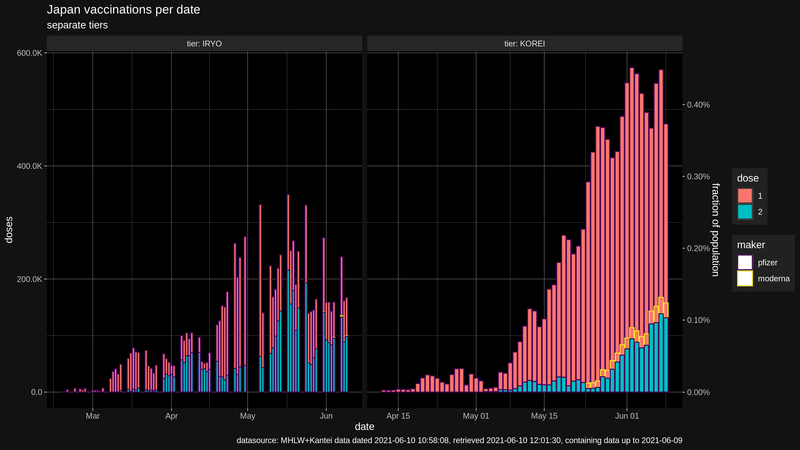 Japan vaccinations per date
separate tiers
tier: IRYO
tier: KOREI
600.0K
400.0K
200.0K
0.0
doses
Mar
Apr
May
Jun
Apr 15
May 01
May 15
Jun 01
0.40%
0.30%
0.20%
0.10%
0.00%
fraction of population
date
dose
1
2
maker
pfizer
moderna
datasource: MHLW+Kantei data dated 2021-06-10 10:58:08, retrieved 2021-06-10 12:01:30, containing data up to 2021-06-09